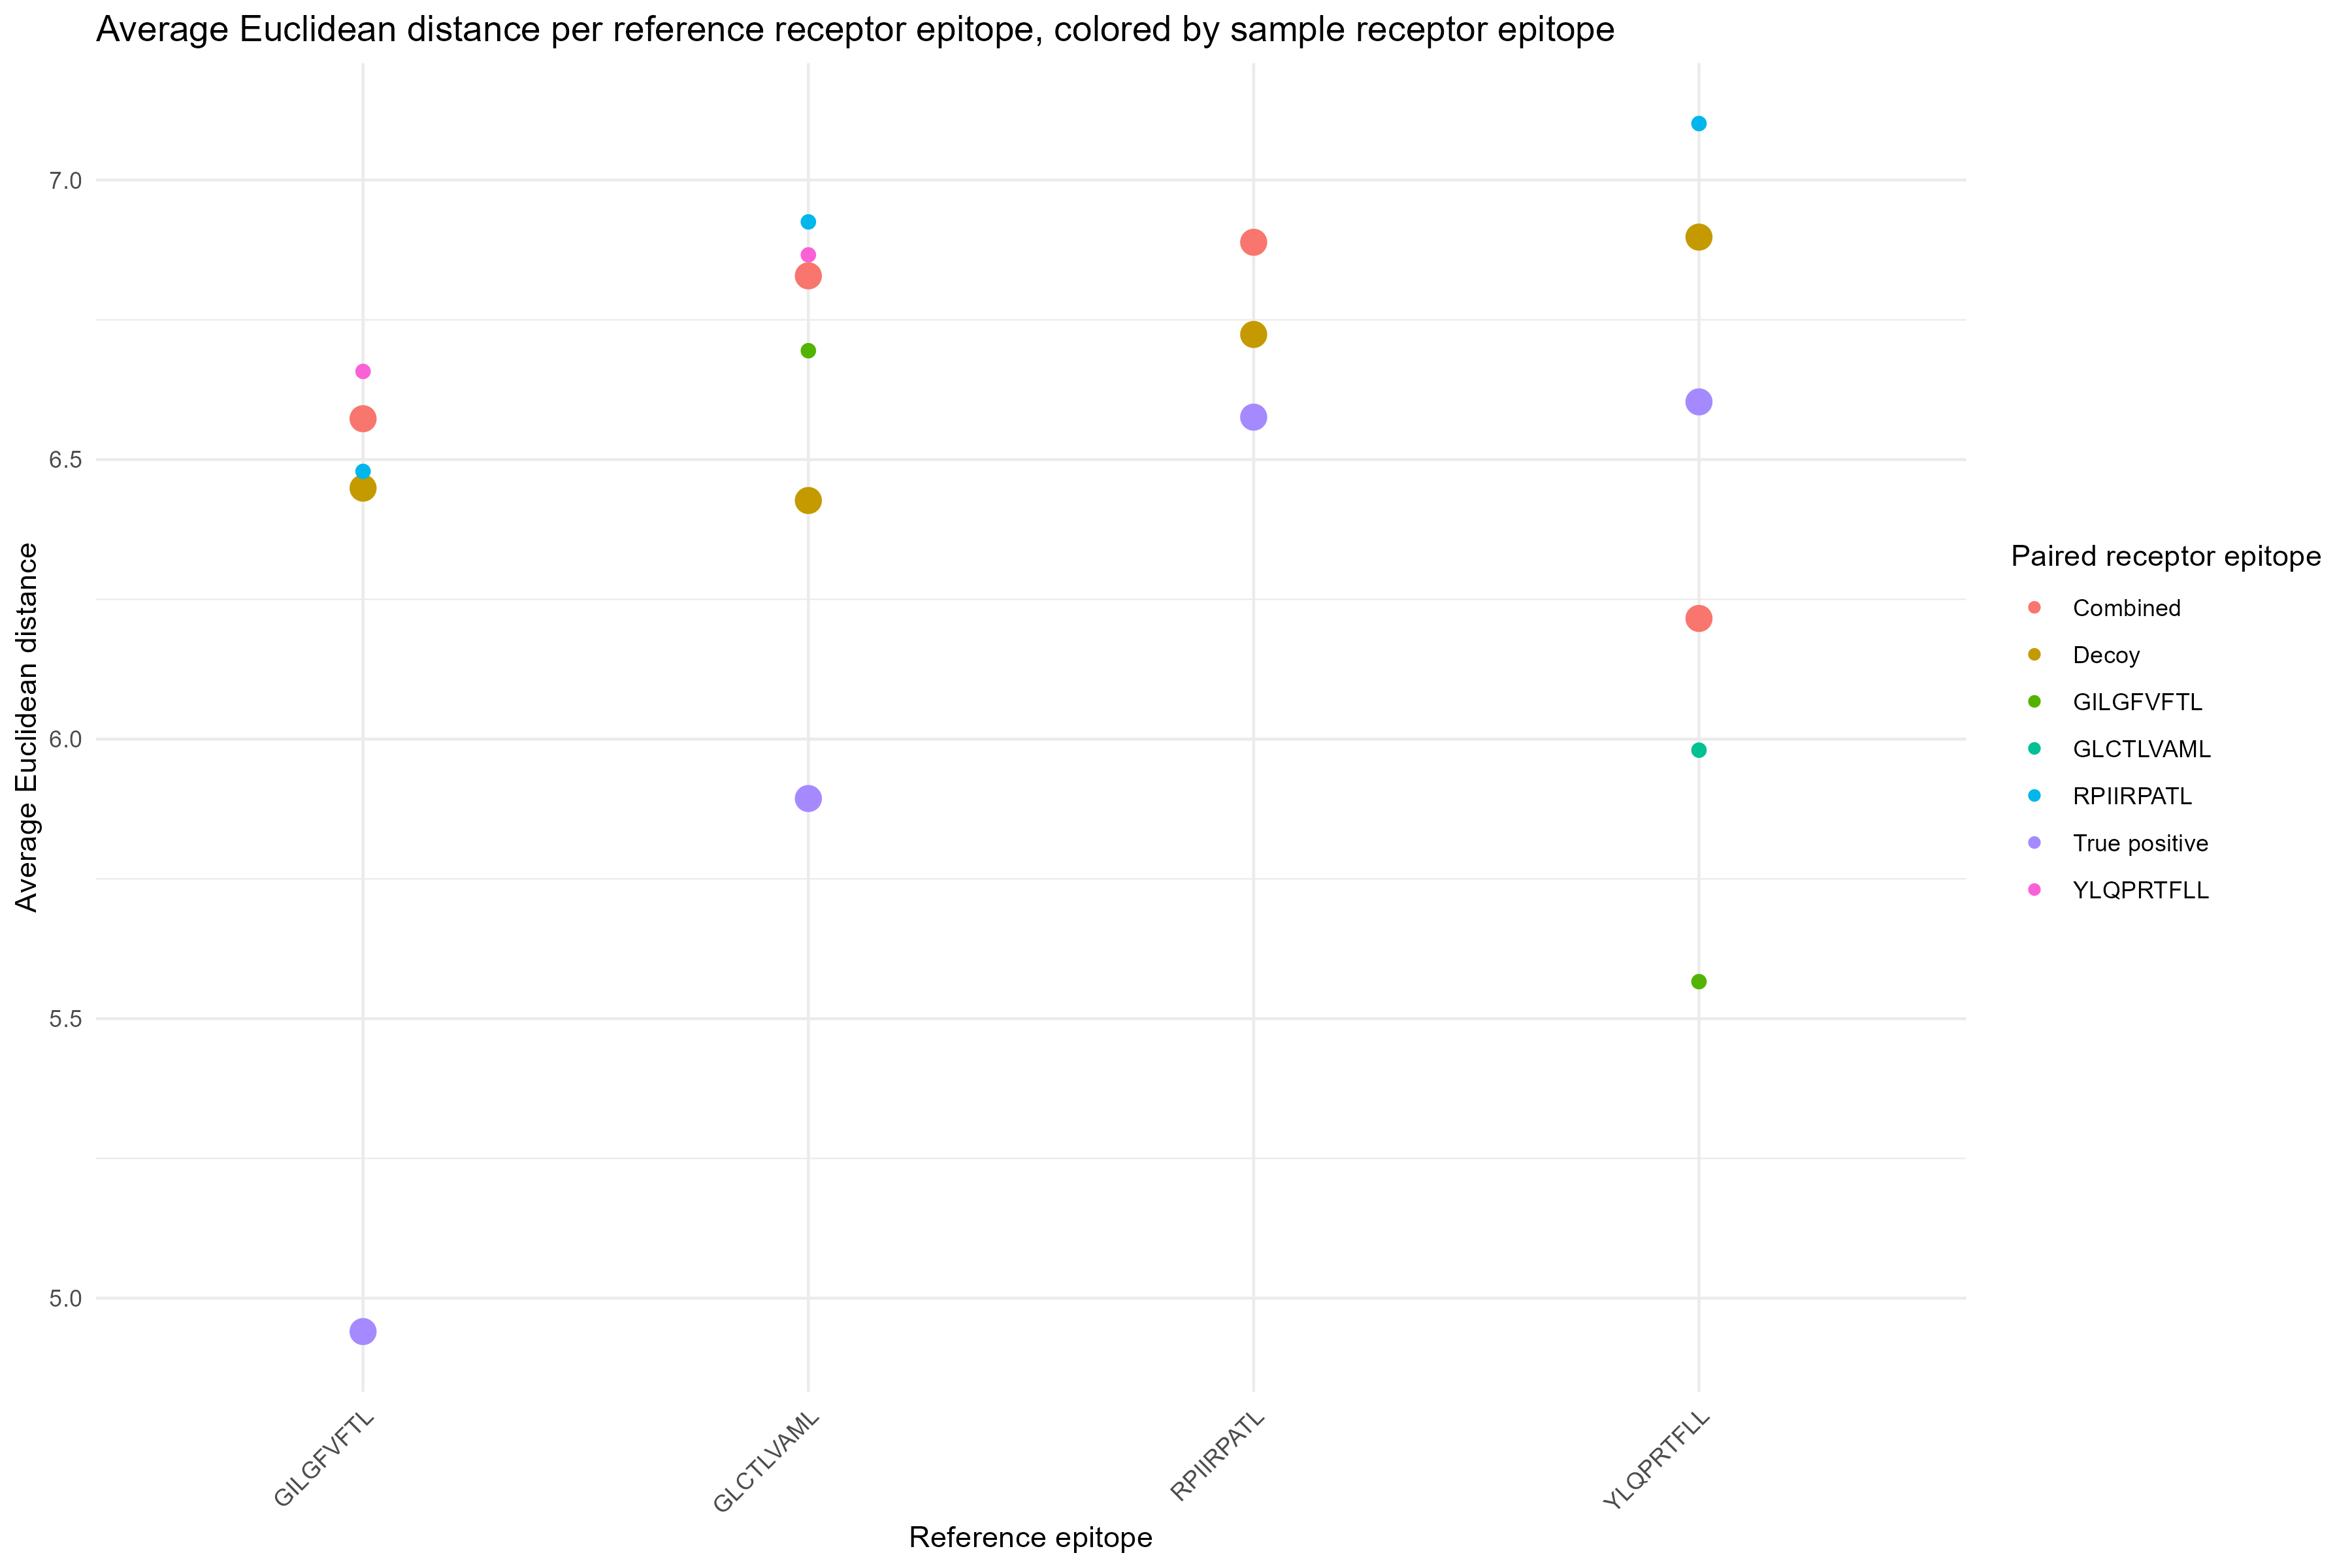 Average Euclidean distance per reference receptor epitope, colored by sample receptor epitope
7.0
6.5
6.0
5.5
5.0
Average Euclidean distance
GILGFVFTL
GLCTLVAML
RPIIRPATL
YLQPRTFLL
Reference epitope
Paired receptor epitope
Combined
Decoy
GILGFVFTL
GLCTLVAML
RPIIRPATL
True positive
YLQPRTFLL